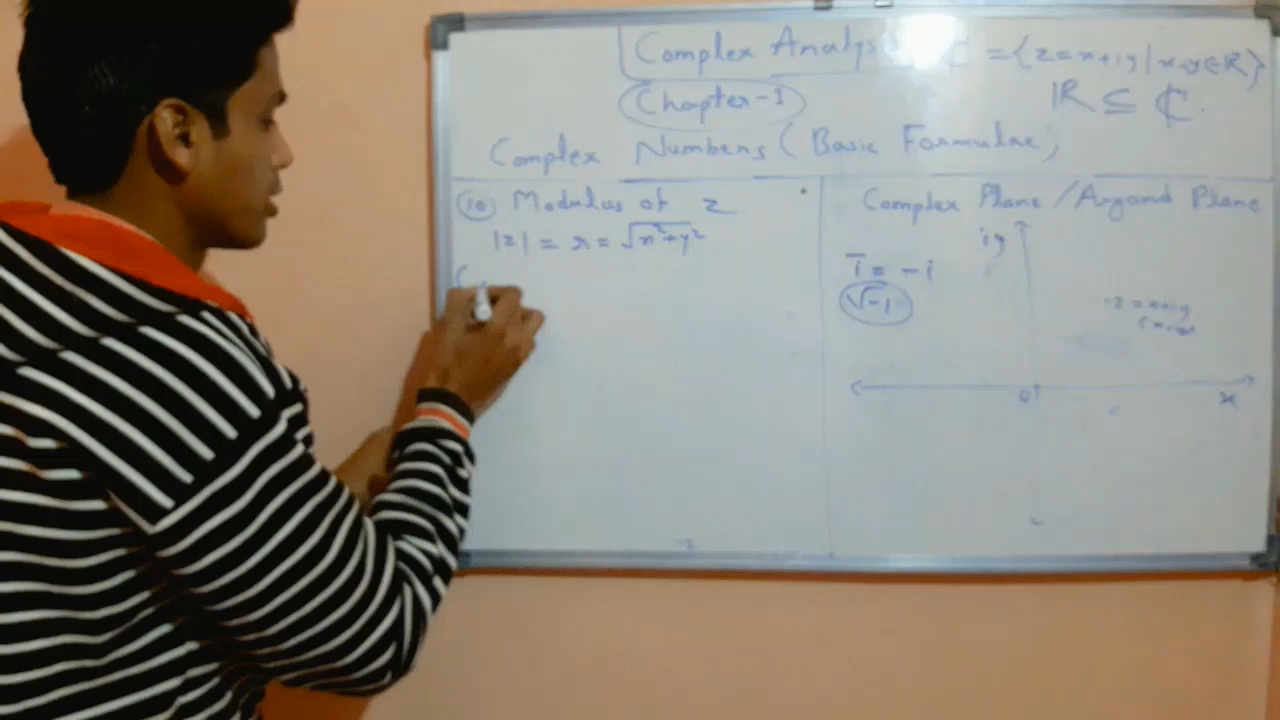 Complex Analysis ℂ = {z = x+iy | x,y ∈ ℝ}
Chapter-1
ℝ ⊆ ℂ
Complex Numbers (Basic Formulae)
(10) Modulus of z
|z| = r = √x²+y²
Complex Plane / Argand Plane
iy
i̅ = -i
√-1
z = x+iy
0
x